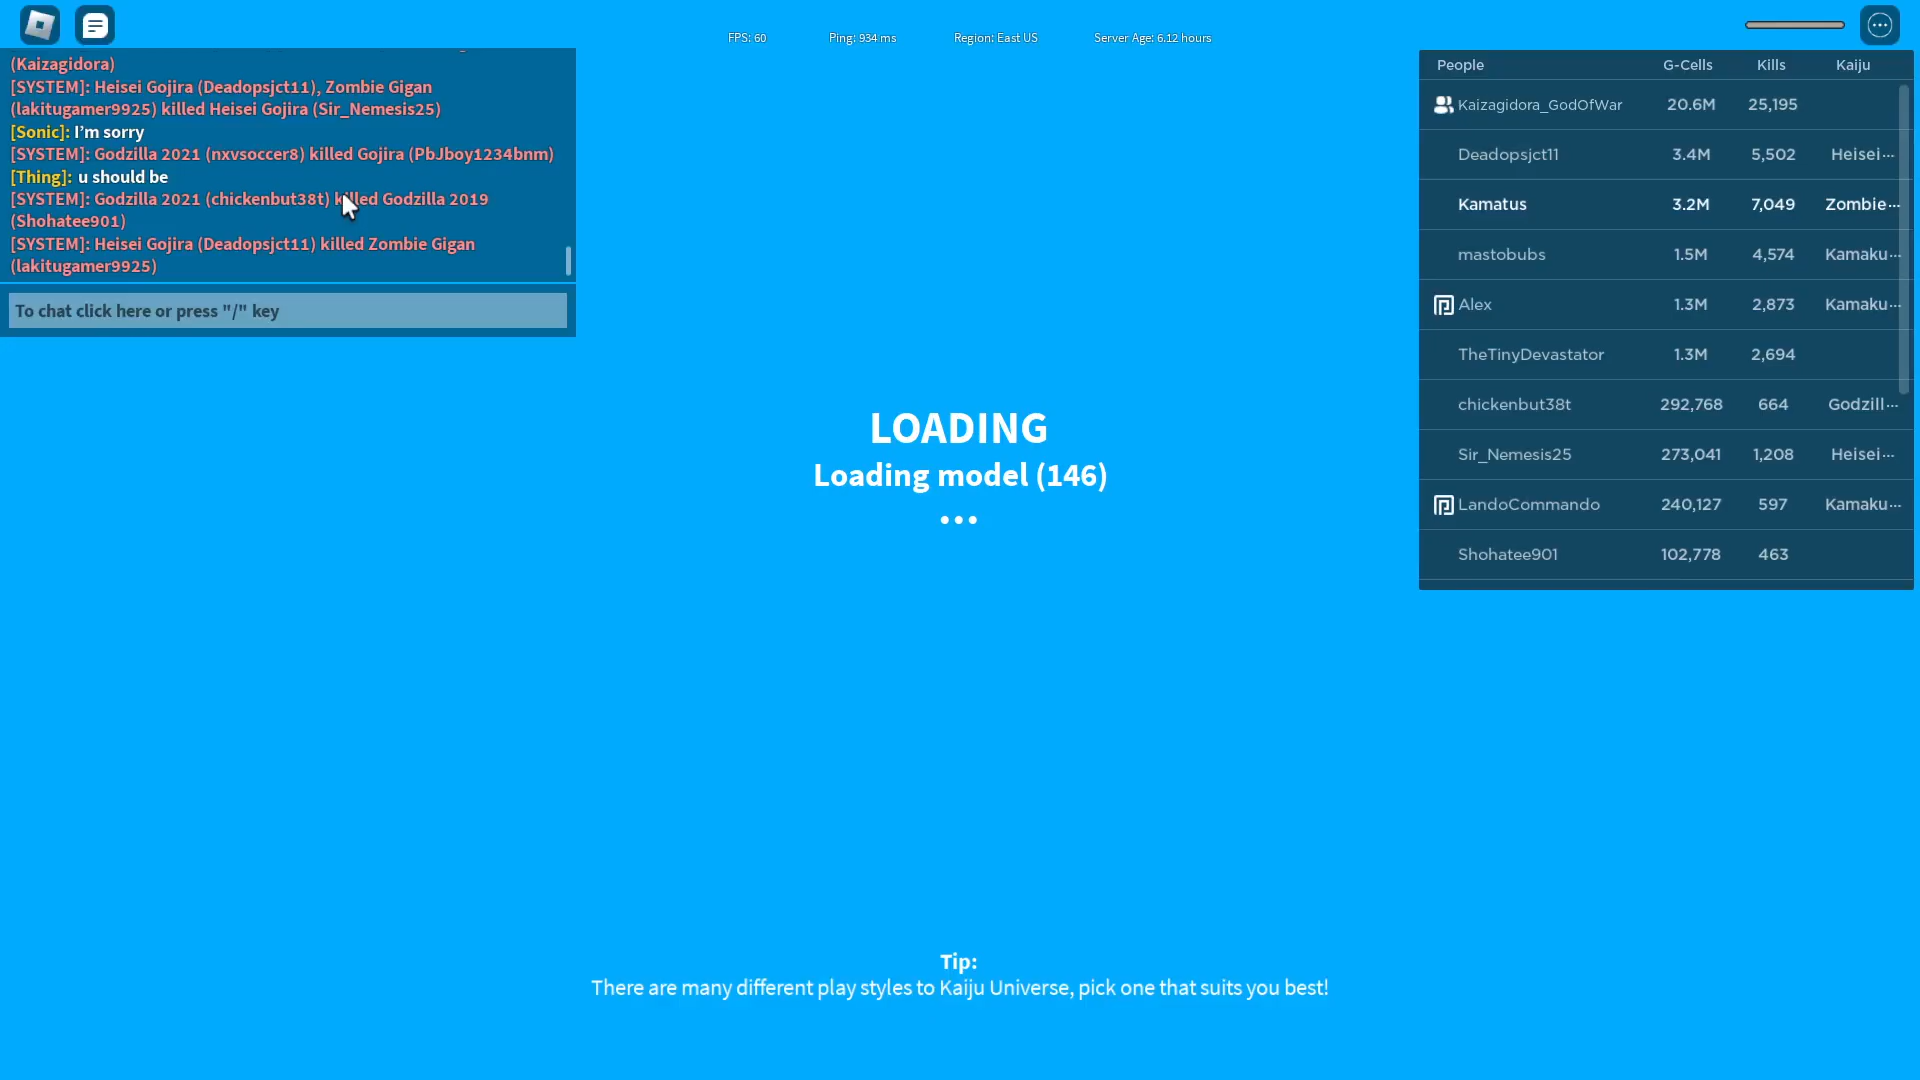 FPS: 60 Ping: 934 ms Region: East US Server Age: 6.12 hours
(Kaizagidora)
[SYSTEM]: Heisei Gojira (Deadopsjct11), Zombie Gigan
(lakitugamer9925) killed Heisei Gojira (Sir_Nemesis25)
[Sonic]: I'm sorry
[SYSTEM]: Godzilla 2021 (nxvsoccer8) killed Gojira (PbJboy1234bnm)
[Thing]: u should be
[SYSTEM]: Godzilla 2021 (chickenbut38t) killed Godzilla 2019
(Shohatee901)
[SYSTEM]: Heisei Gojira (Deadopsjct11) killed Zombie Gigan
(lakitugamer9925)
To chat click here or press "/" key
People G-Cells Kills Kaiju
Kaizagidora_GodOfWar 20.6M 25,195
Deadopsjct11 3.4M 5,502 Heisei...
Kamatus 3.2M 7,049 Zombie...
mastobubs 1.5M 4,574 Kamaku...
Alex 1.3M 2,873 Kamaku...
TheTinyDevastator 1.3M 2,694
chickenbut38t 292,768 664 Godzill...
Sir_Nemesis25 273,041 1,208 Heisei...
LandoCommando 240,127 597 Kamaku...
Shohatee901 102,778 463
LOADING
Loading model (146)
...
Tip:
There are many different play styles to Kaiju Universe, pick one that suits you best!